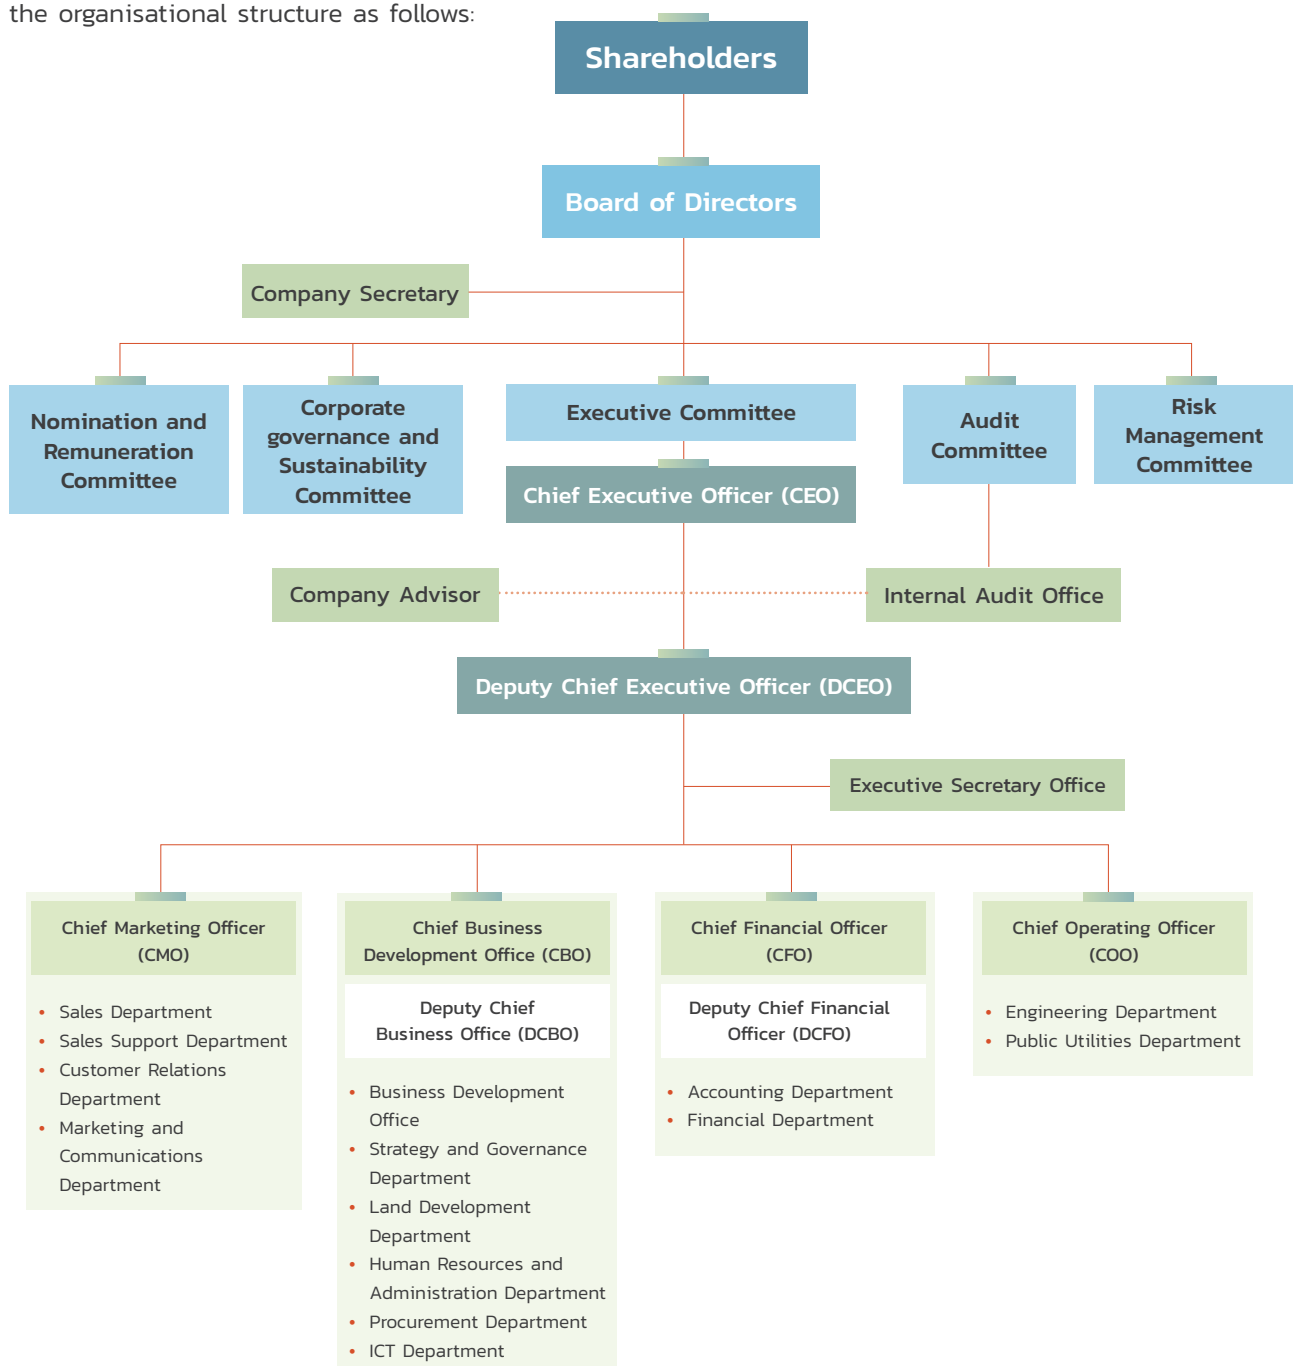 the organisational structure as follows:
Shareholders
Board of Directors
Company Secretary
Nomination and
Remuneration
Committee
Corporate
governance and
Sustainability
Committee
Executive Committee
Audit
Committee
Risk
Management
Committee
Chief Executive Officer (CEO)
Company Advisor
Internal Audit Office
Deputy Chief Executive Officer (DCEO)
Executive Secretary Office
Chief Marketing Officer
(CMO)
• Sales Department
• Sales Support Department
• Customer Relations
Department
• Marketing and
Communications
Department
Chief Business
Development Office (CBO)
Deputy Chief
Business Office (DCBO)
• Business Development
Office
• Strategy and Governance
Department
• Land Development
Department
• Human Resources and
Administration Department
• Procurement Department
• ICT Department
Chief Financial Officer
(CFO)
Deputy Chief Financial
Officer (DCFO)
• Accounting Department
• Financial Department
Chief Operating Officer
(COO)
• Engineering Department
• Public Utilities Department